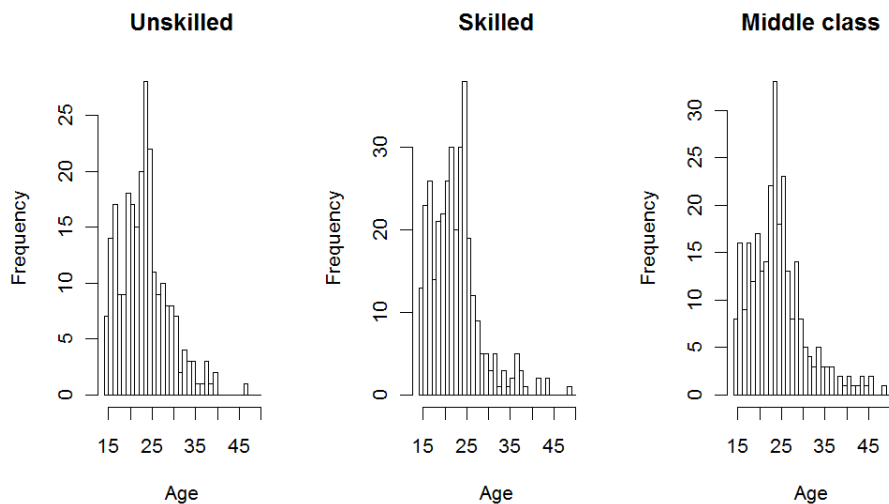 Unskilled
Frequency
0 5 10 15 20 25
15 25 35 45
Age
Skilled
Frequency
0 10 20 30
15 25 35 45
Age
Middle class
Frequency
0 5 10 15 20 25 30
15 25 35 45
Age